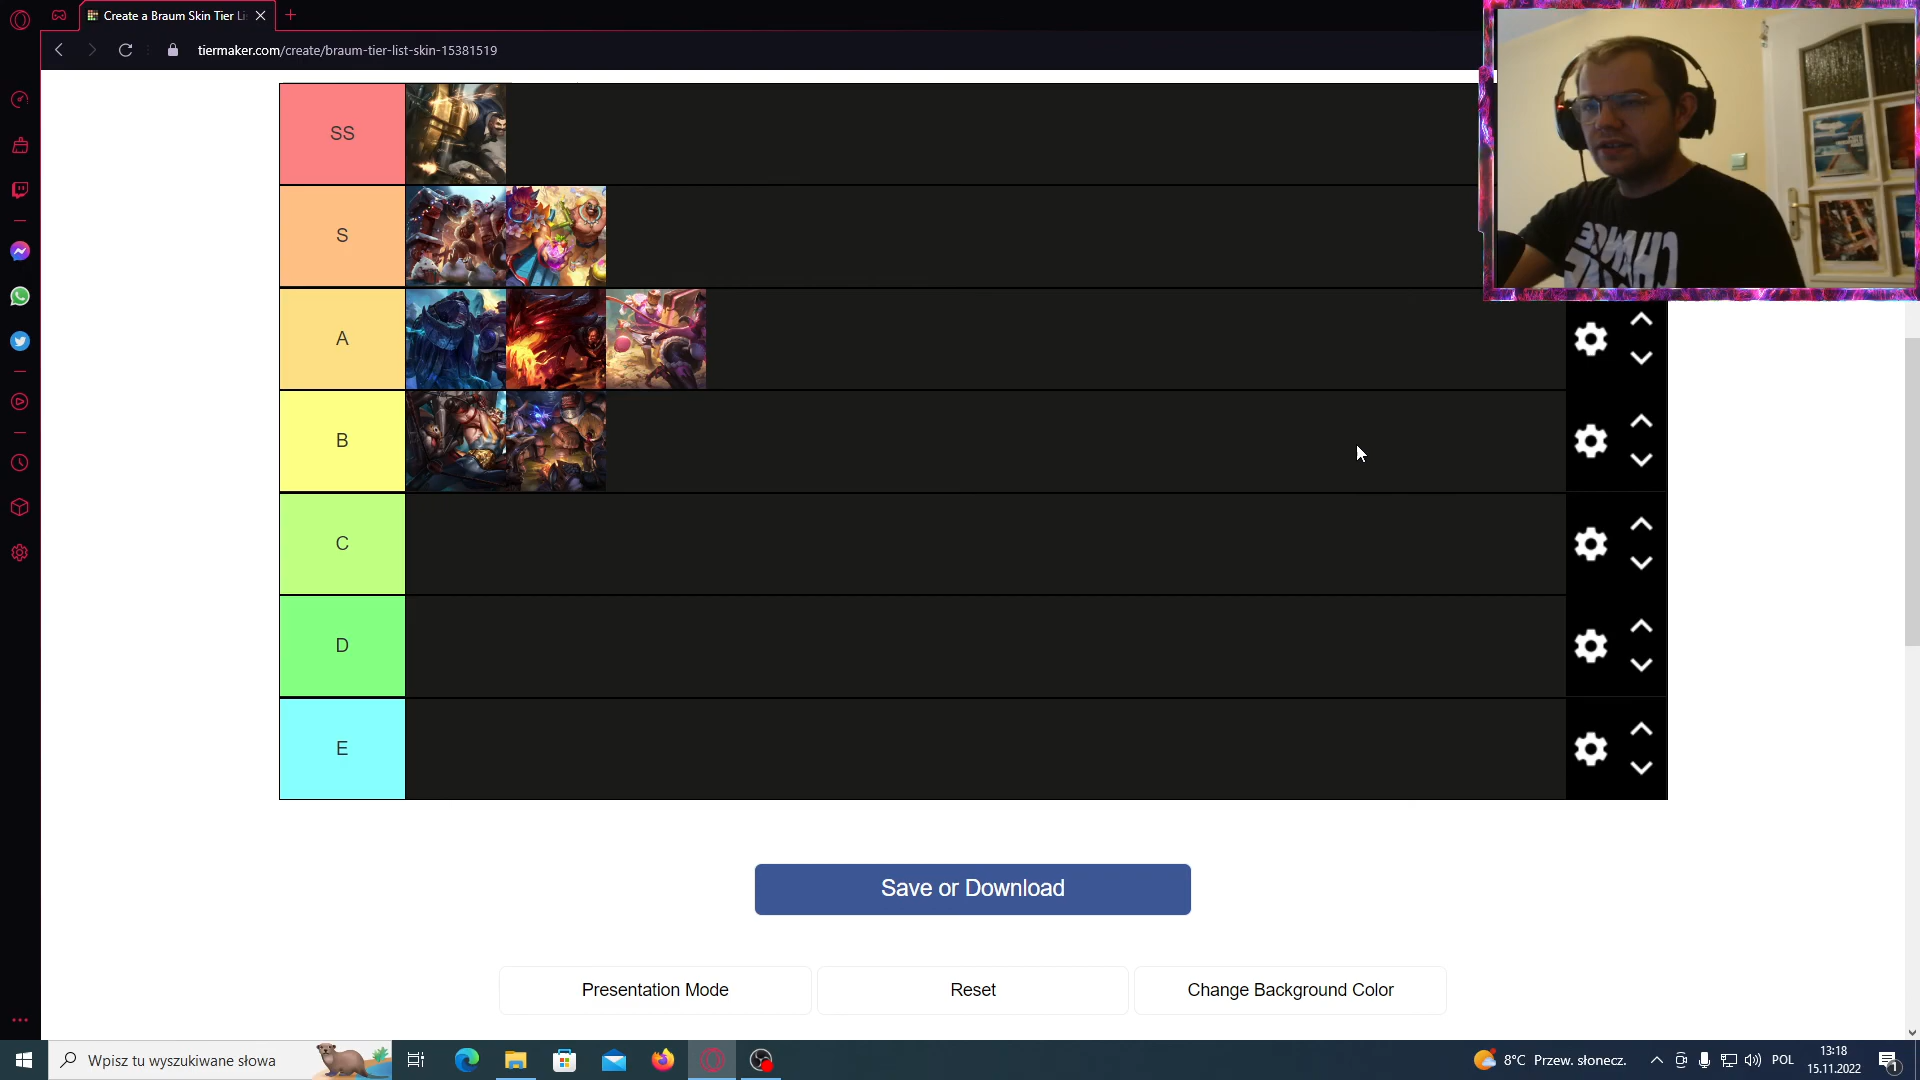 Create a Braum Skin Tier Li
tiermaker.com/create/braum-tier-list-skin-15381519
SS
S
A
B
C
D
E
Save or Download
Presentation Mode
Reset
Change Background Color
Wpisz tu wyszukiwane słowa
8°C Przew. słonecz.
POL
13:18
15.11.2022
1